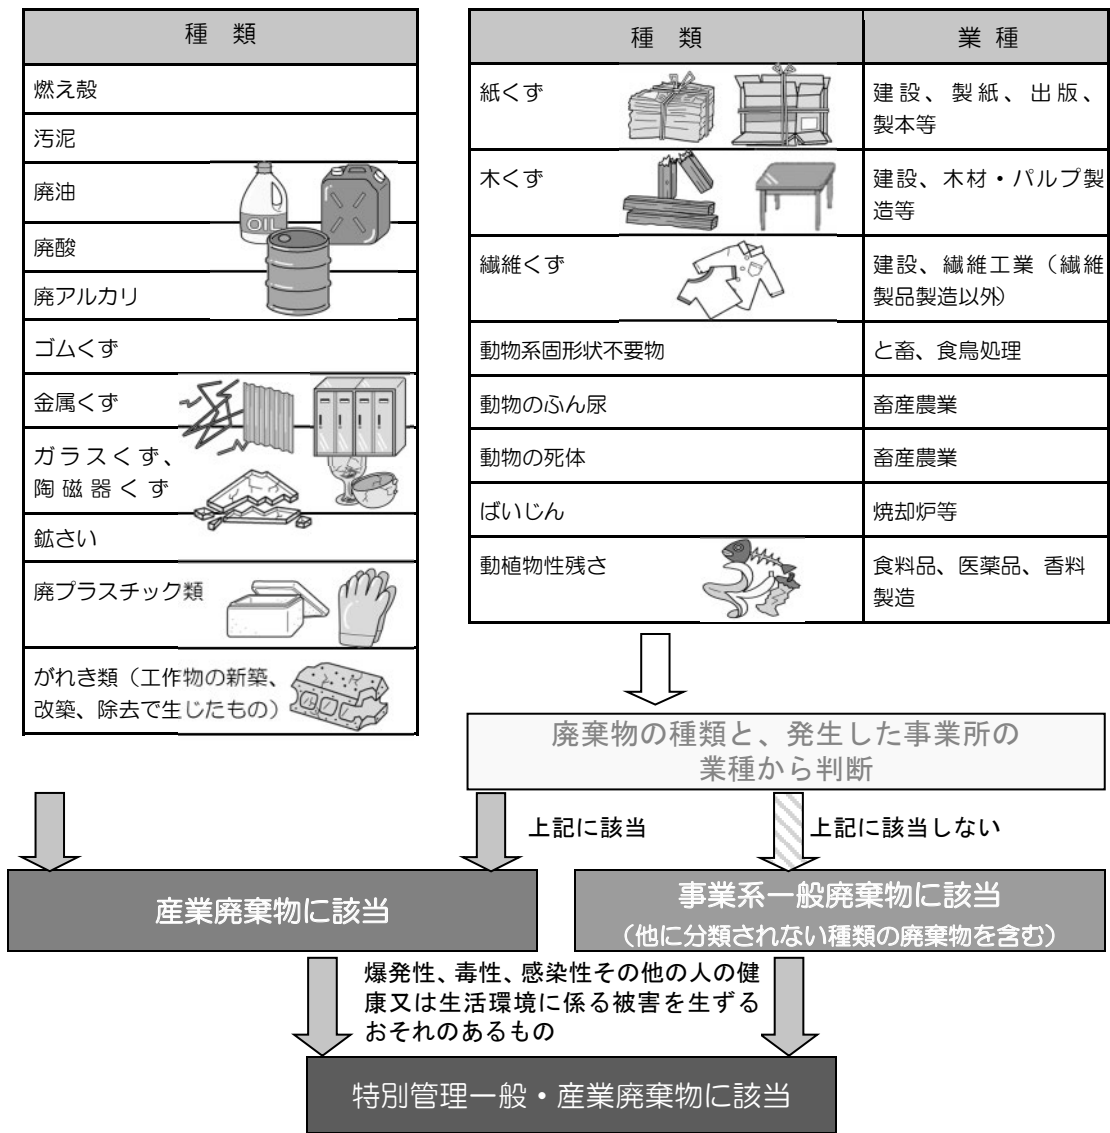 種 類
燃え殻
汚泥
廃油
OIL
廃酸
廃アルカリ
ゴムくず
金属くず
ガラスくず、
陶磁器くず
鉱さい
廃プラスチック類
がれき類（工作物の新築、
改築、除去で生じたもの）
種 類
業 種
紙くず
建設、製紙、出版、
製本等
木くず
建設、木材・パルプ製
造等
繊維くず
建設、繊維工業（繊維
製品製造以外）
動物系固形状不要物
と畜、食鳥処理
動物のふん尿
畜産農業
動物の死体
畜産農業
ばいじん
焼却炉等
動植物性残さ
食料品、医薬品、香料
製造
廃棄物の種類と、発生した事業所の
業種から判断
上記に該当
上記に該当しない
産業廃棄物に該当
事業系一般廃棄物に該当
（他に分類されない種類の廃棄物を含む）
爆発性、毒性、感染性その他の人の健
康又は生活環境に係る被害を生ずる
おそれのあるもの
特別管理一般・産業廃棄物に該当